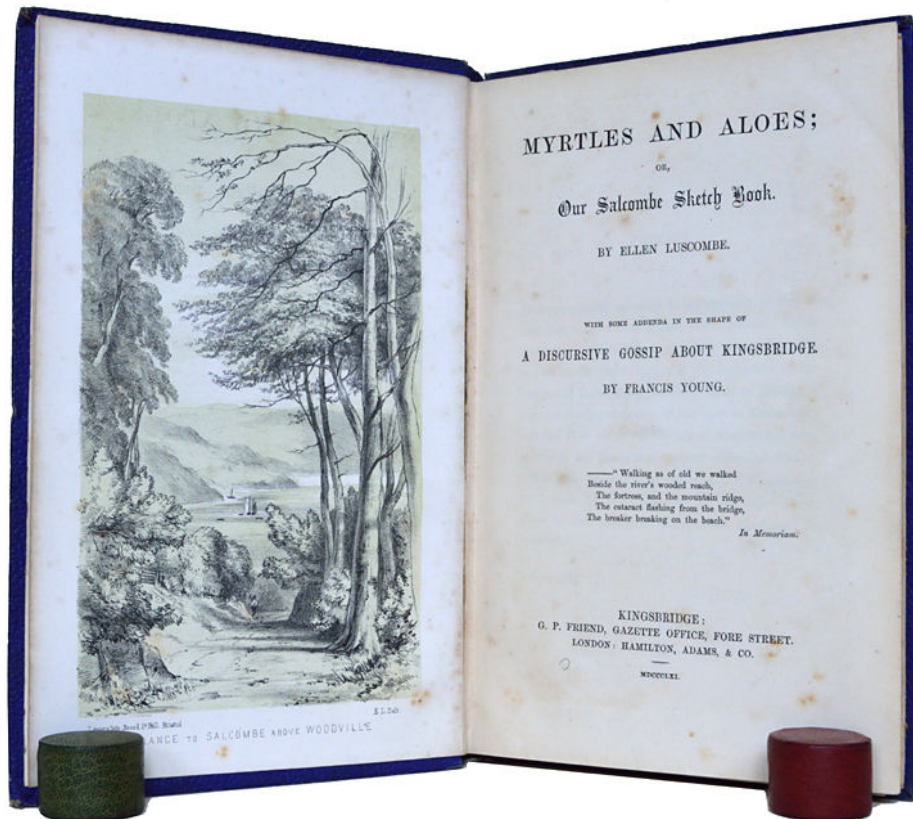 E L Delt.
LANCE TO SALCOMBE ABOVE WOODVILLE
MYRTLES AND ALOES;
OR,
Our Salcombe Sketch Book.
BY ELLEN LUSCOMBE.
WITH SOME ADDENDA IN THE SHAPE OF
A DISCURSIVE GOSSIP ABOUT KINGSBRIDGE.
BY FRANCIS YOUNG.
——"Walking as of old we walked
Beside the river's wooded reach,
The fortress, and the mountain ridge,
The cataract flashing from the bridge,
The breaker breaking on the beach."
In Memoriam.
KINGSBRIDGE:
G. P. FRIEND, GAZETTE OFFICE, FORE STREET.
LONDON: HAMILTON, ADAMS, & CO.
MDCCCLXI.